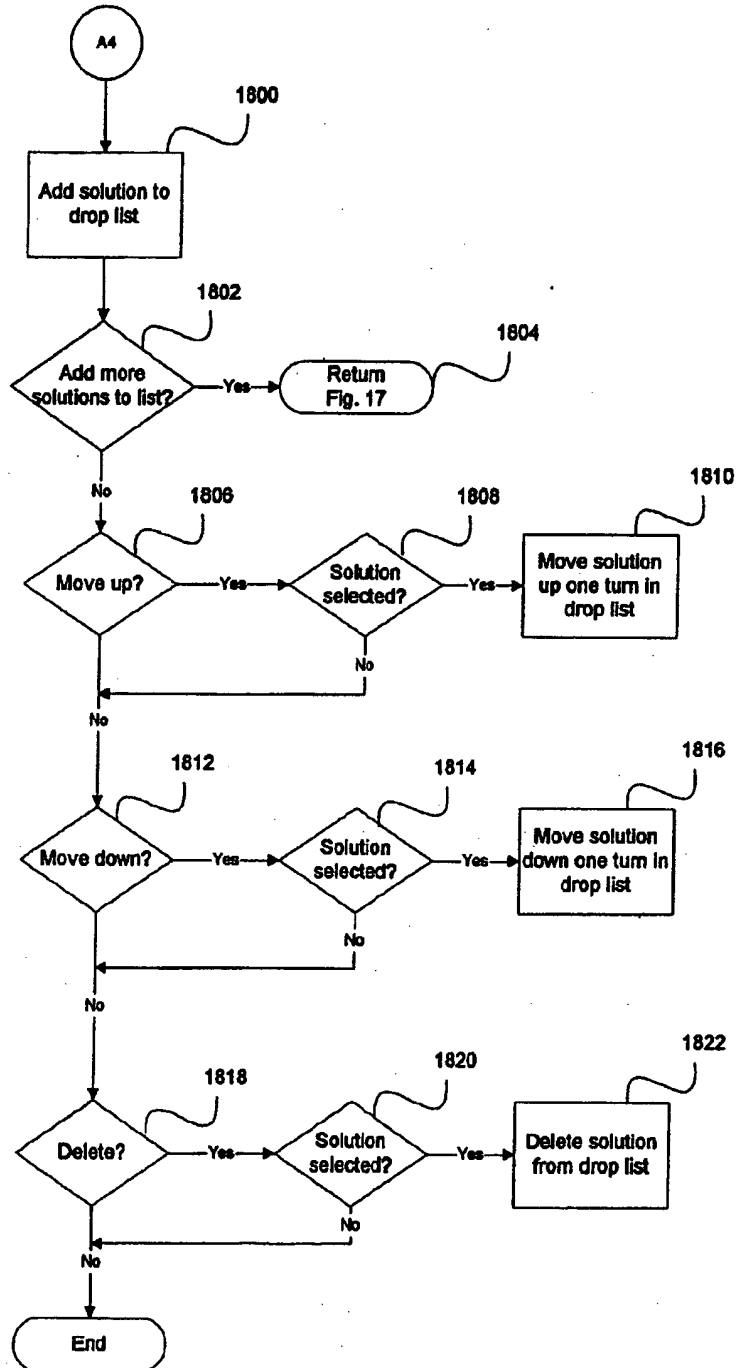 A4
1800
Add solution to
drop list
1802
Add more
solutions to list?
Yes
Return
Fig. 17
1804
No
1806
Move up?
Yes
1808
Solution
selected?
Yes
1810
Move solution
up one turn in
drop list
No
No
1812
Move down?
Yes
1814
Solution
selected?
Yes
1816
Move solution
down one turn in
drop list
No
No
1818
Delete?
Yes
1820
Solution
selected?
Yes
1822
Delete solution
from drop list
No
No
End